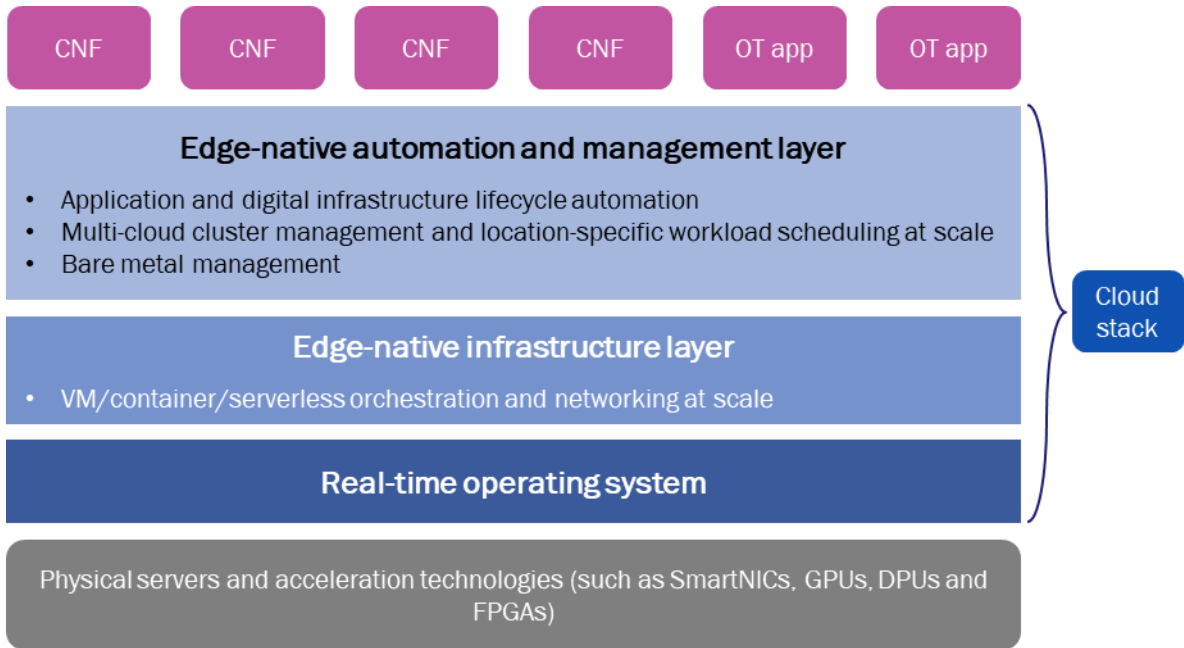 CNF
CNF
CNF
CNF
OT app
OT app
Edge-native automation and management layer
• Application and digital infrastructure lifecycle automation
• Multi-cloud cluster management and location-specific workload scheduling at scale
• Bare metal management
Cloud
stack
Edge-native infrastructure layer
• VM/container/serverless orchestration and networking at scale
Real-time operating system
Physical servers and acceleration technologies (such as SmartNICs, GPUs, DPUs and
FPGAs)